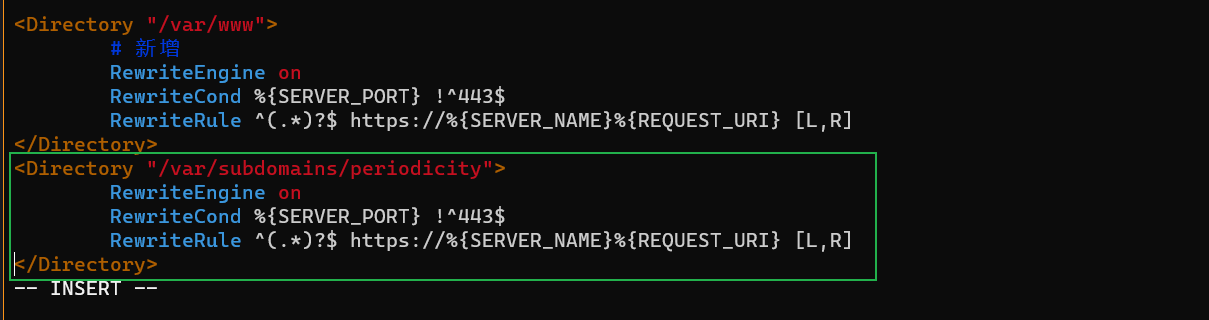 <Directory "/var/www">
# 新增
RewriteEngine on
RewriteCond %{SERVER_PORT} !^443$
RewriteRule ^(.*)?$ https://%{SERVER_NAME}%{REQUEST_URI} [L,R]
</Directory>
<Directory "/var/subdomains/periodicity">
RewriteEngine on
RewriteCond %{SERVER_PORT} !^443$
RewriteRule ^(.*)?$ https://%{SERVER_NAME}%{REQUEST_URI} [L,R]
</Directory>
-- INSERT --